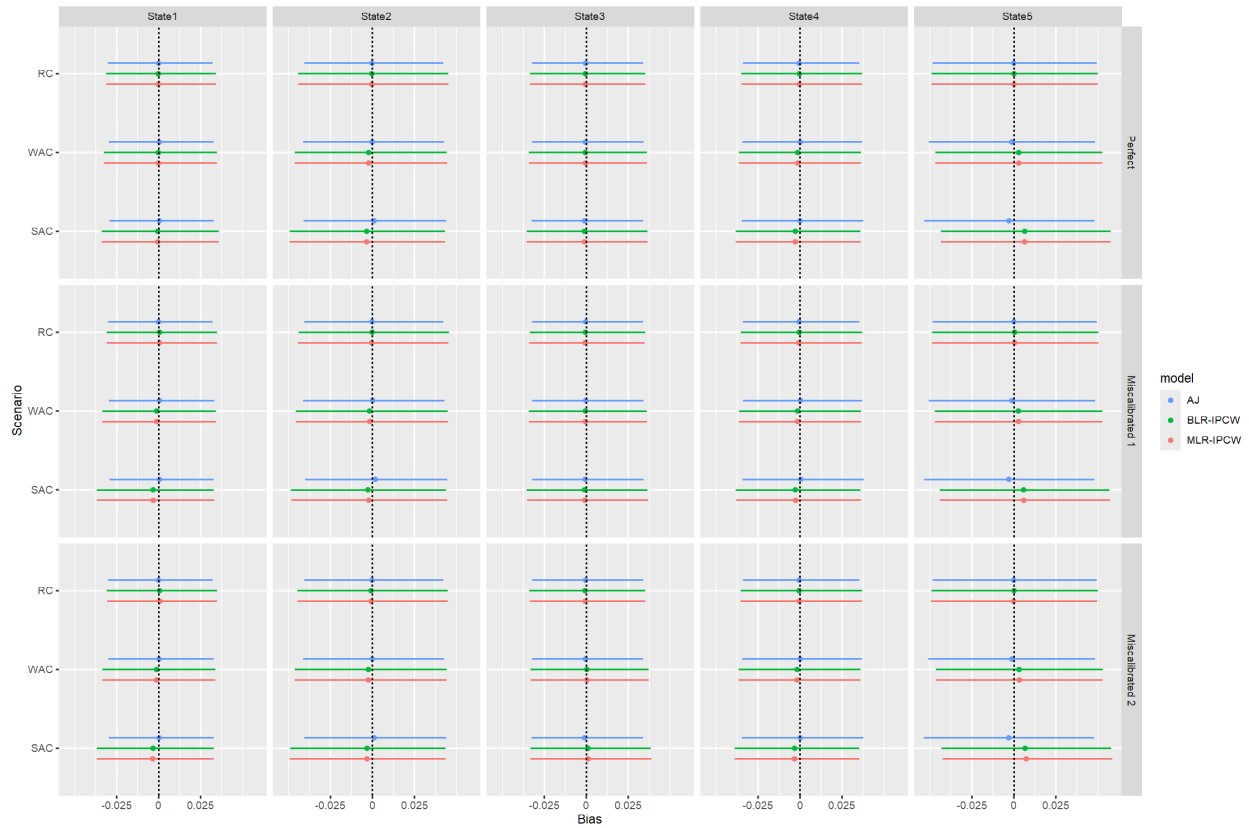 State1 State2 State3 State4 State5
RC
WAC
SAC
Perfect
RC
WAC
SAC
Miscalibrated 1
RC
WAC
SAC
Miscalibrated 2
Scenario
-0.025 0 0.025 -0.025 0 0.025 -0.025 0 0.025 -0.025 0 0.025 -0.025 0 0.025
Bias
model
AJ
BLR-IPCW
MLR-IPCW